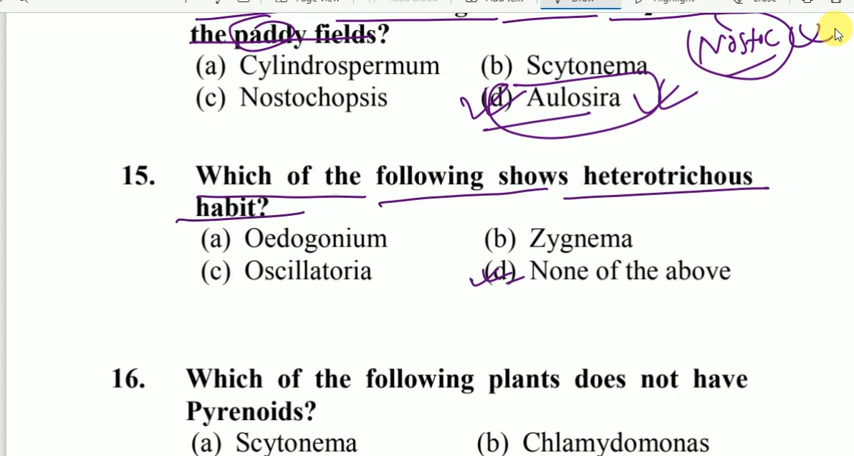 the paddy fields?
Nostoc
(a) Cylindrospermum (b) Scytonema
(c) Nostochopsis (d) Aulosira
15. Which of the following shows heterotrichous
habit?
(a) Oedogonium (b) Zygnema
(c) Oscillatoria (d) None of the above
16. Which of the following plants does not have
Pyrenoids?
(a) Scytonema (b) Chlamydomonas